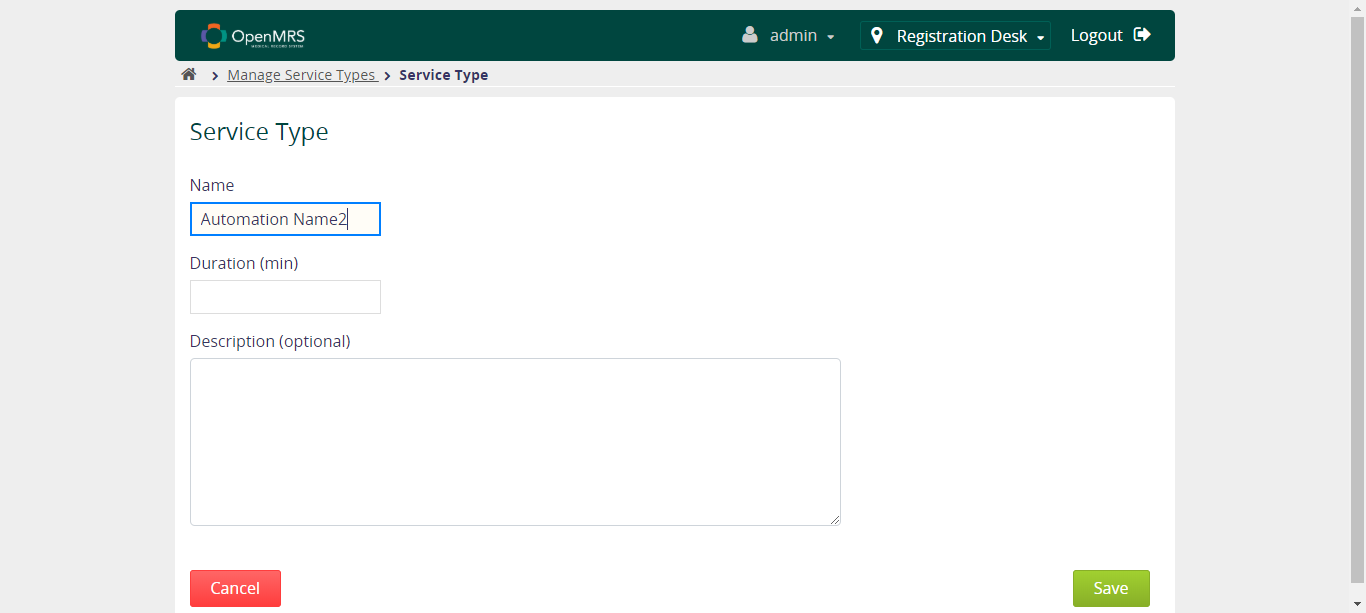 OpenMRS
MEDICAL RECORD SYSTEM
admin
Registration Desk
Logout
Manage Service Types
Service Type
Service Type
Name
Automation Name2
Duration (min)
Description (optional)
Cancel
Save